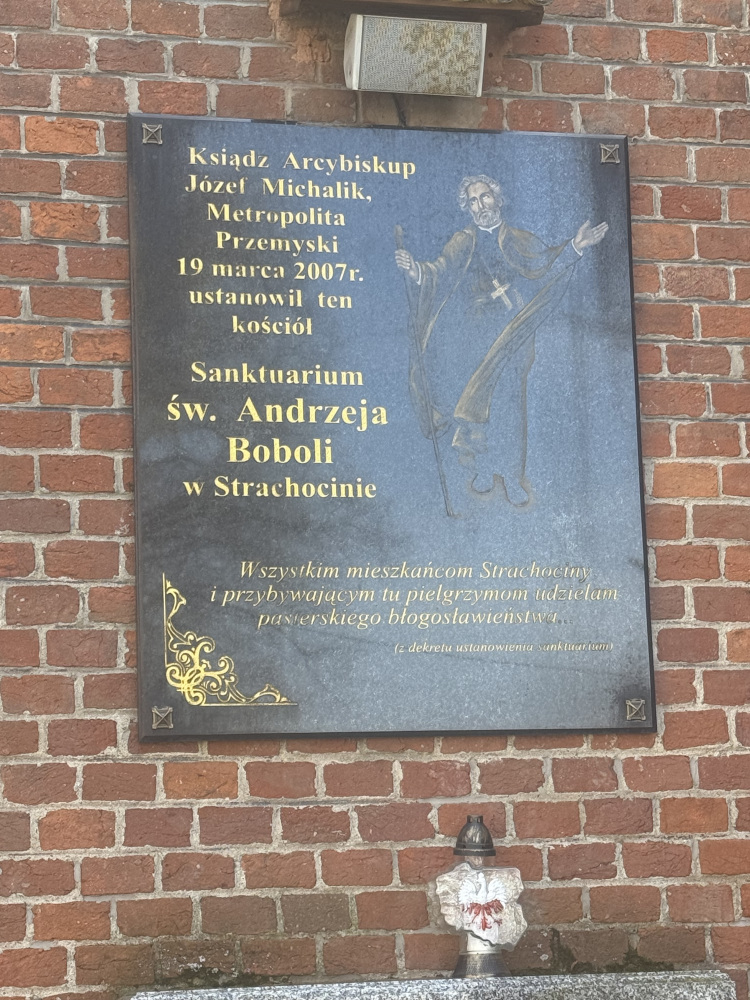 Ksiądz Arcybiskup
Józef Michalik,
Metropolita
Przemyski
19 marca 2007r.
ustanowił ten
kościół
Sanktuarium
św. Andrzeja
Boboli
w Strachocinie
Wszystkim mieszkańcom Strachociny
i przybywającym tu pielgrzymom udzielam
pasterskiego błogosławieństwa...
(z dekretu ustanowienia sanktuarium)